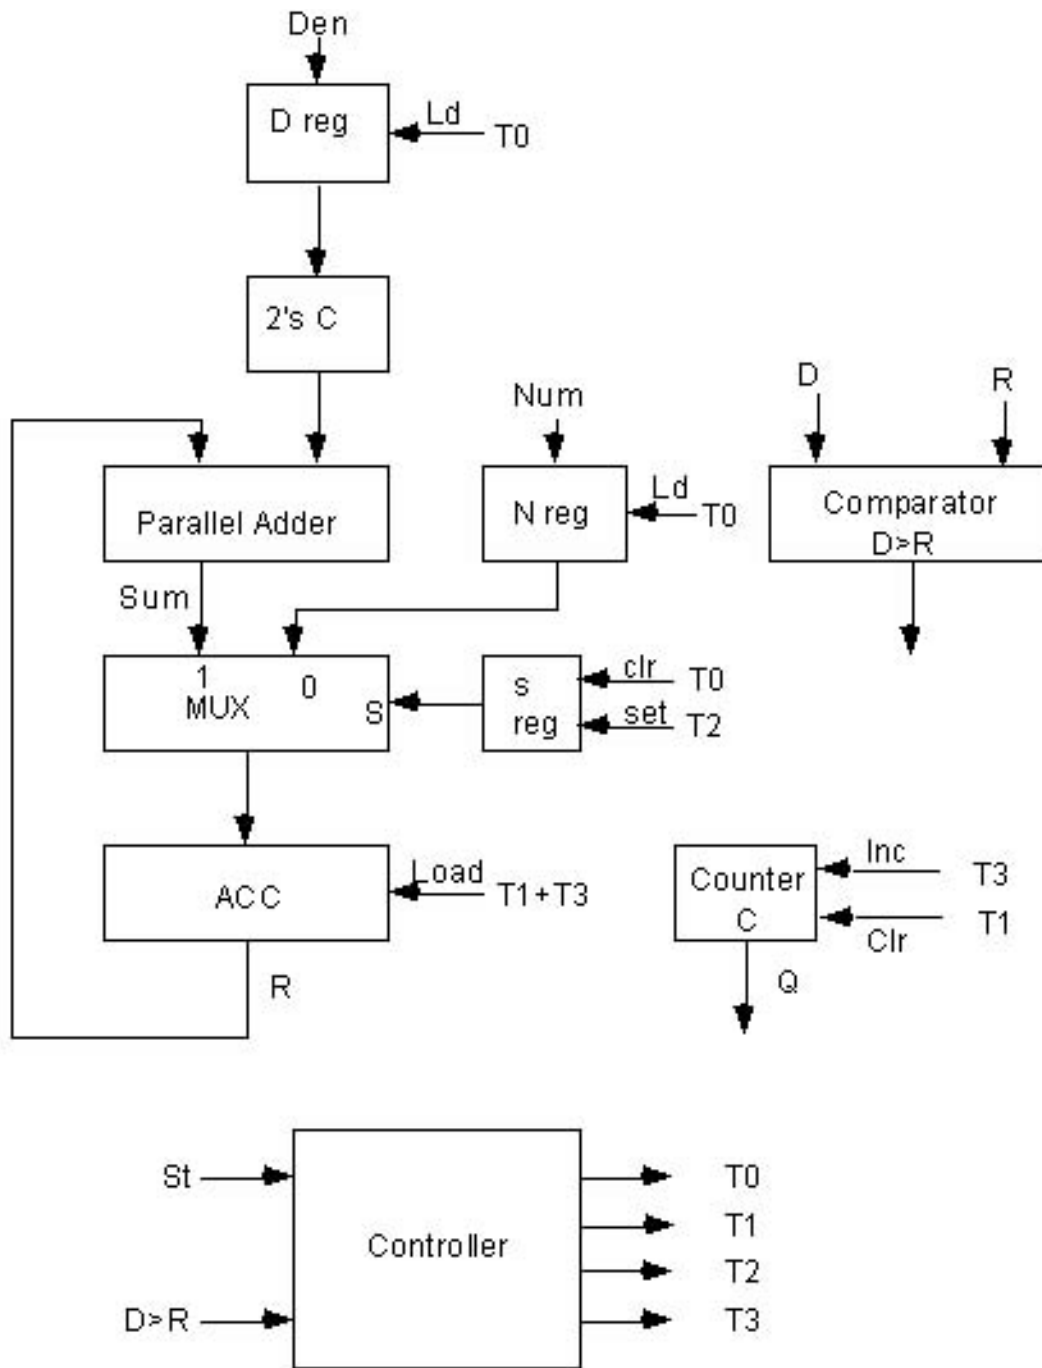 Den
D reg
Ld
T0
2's C
Num
D
R
Parallel Adder
N reg
Ld
T0
Comparator
D>R
Sum
1
0
MUX
S
s
reg
clr
T0
set
T2
ACC
Load
T1+T3
R
Counter
C
Inc
T3
Clr
T1
Q
St
D>R
Controller
T0
T1
T2
T3